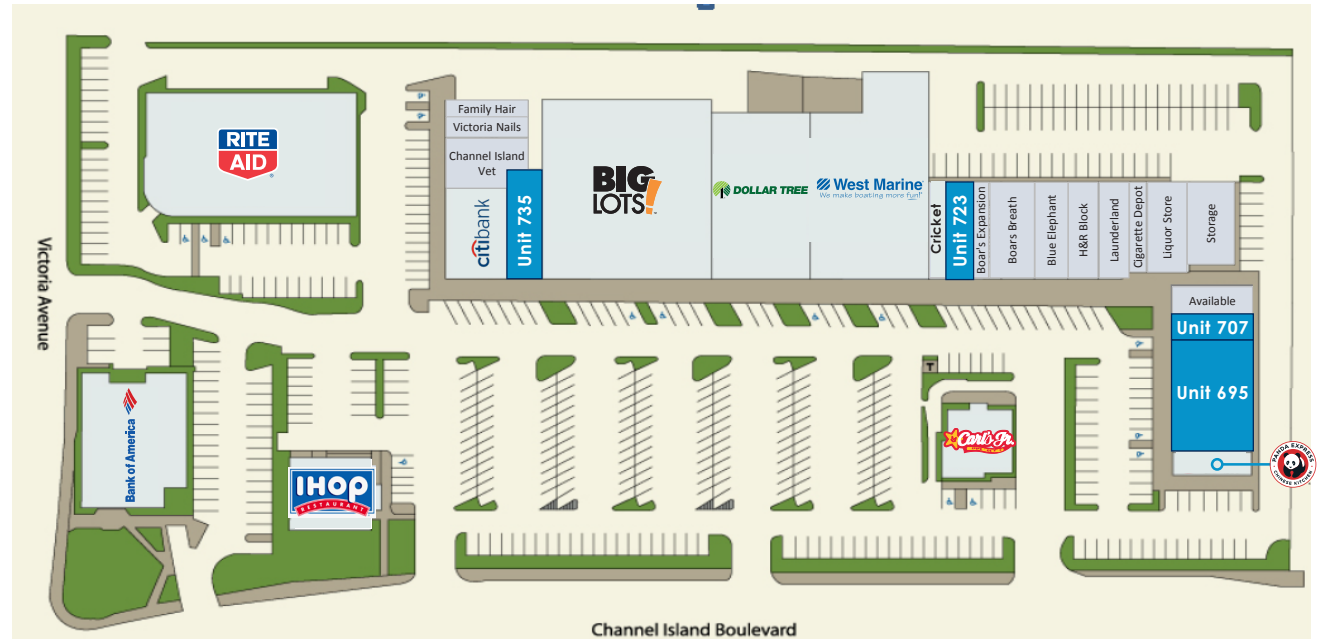 RITE
AID
Family Hair
Victoria Nails
Channel Island
Vet
citibank
Unit 735
BIG
LOTS!
DOLLAR TREE
West Marine
We make boating more fun!
Cricket
Unit 723
Boar's Expansion
Boars Breath
Blue Elephant
H&R Block
Launderland
Cigarette Depot
Liquor Store
Storage
Available
Unit 707
Unit 695
PANDA EXPRESS
CHINESE KITCHEN
Victoria Avenue
Bank of America
IHOP
RESTAURANT
T
Carl's Jr.
Channel Island Boulevard